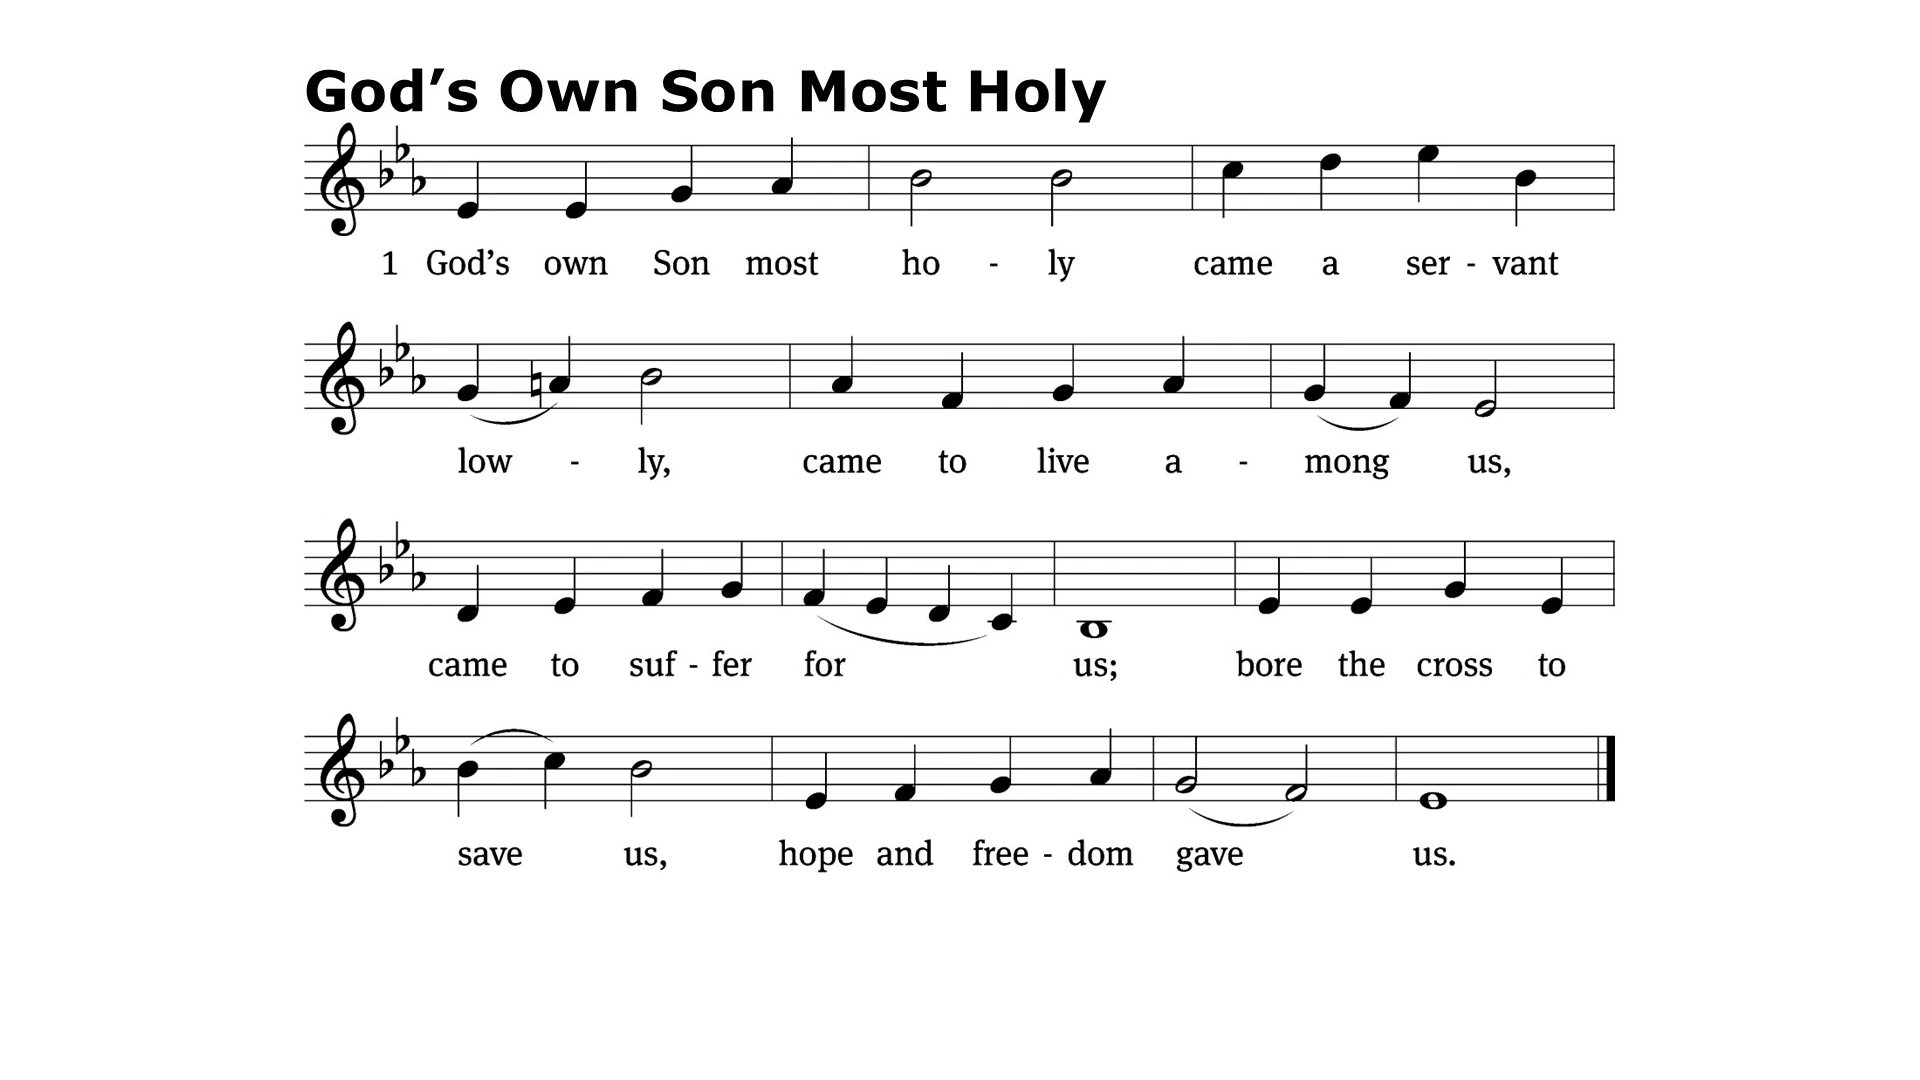 God’s Own Son Most Holy
1 God’s own Son most ho - ly came a ser - vant
low - ly, came to live a - mong us,
came to suf - fer for us; bore the cross to
save us, hope and free - dom gave us.